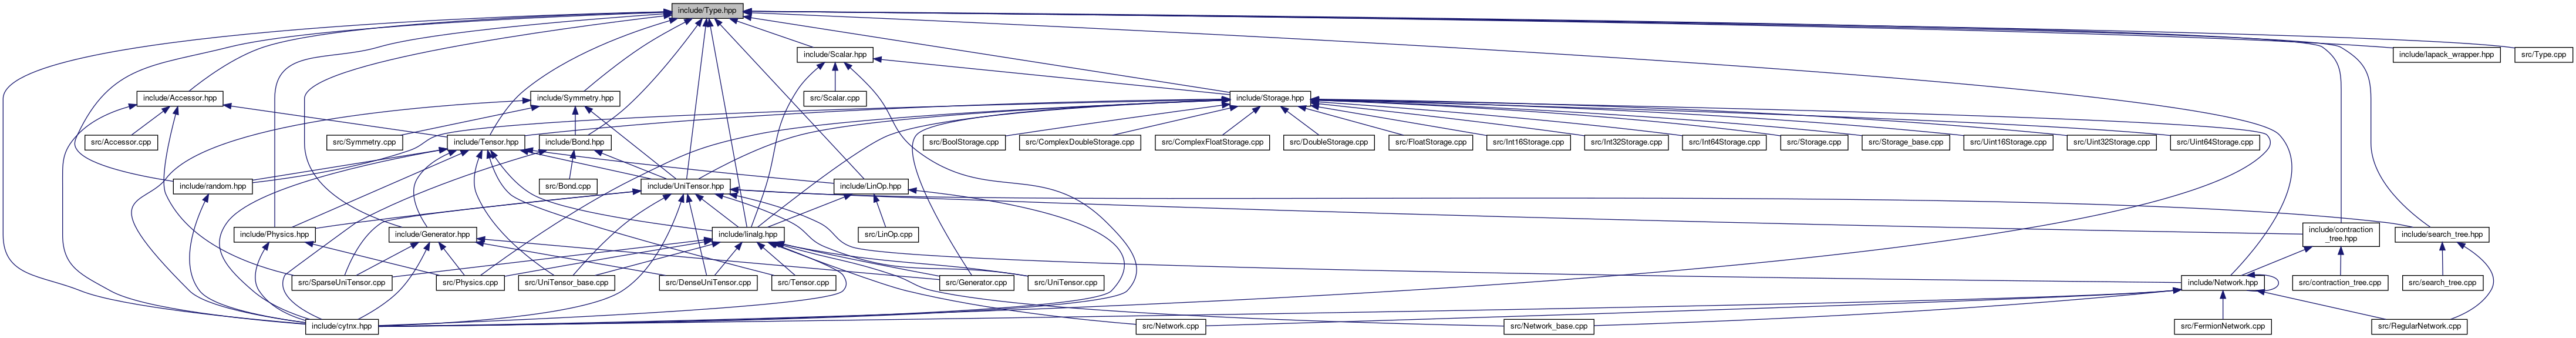 include/Type.hpp
include/Scalar.hpp
include/lapack_wrapper.hpp
src/Type.cpp
include/Accessor.hpp
include/Symmetry.hpp
src/Scalar.cpp
include/Storage.hpp
src/Accessor.cpp
src/Symmetry.cpp
include/Tensor.hpp
include/Bond.hpp
src/BoolStorage.cpp
src/ComplexDoubleStorage.cpp
src/ComplexFloatStorage.cpp
src/DoubleStorage.cpp
src/FloatStorage.cpp
src/Int16Storage.cpp
src/Int32Storage.cpp
src/Int64Storage.cpp
src/Storage.cpp
src/Storage_base.cpp
src/Uint16Storage.cpp
src/Uint32Storage.cpp
src/Uint64Storage.cpp
include/random.hpp
src/Bond.cpp
include/UniTensor.hpp
include/LinOp.hpp
include/Physics.hpp
include/Generator.hpp
include/linalg.hpp
src/LinOp.cpp
include/contraction
_tree.hpp
include/search_tree.hpp
src/SparseUniTensor.cpp
src/Physics.cpp
src/UniTensor_base.cpp
src/DenseUniTensor.cpp
src/Tensor.cpp
src/Generator.cpp
src/UniTensor.cpp
include/Network.hpp
src/contraction_tree.cpp
src/search_tree.cpp
include/cytnx.hpp
src/Network.cpp
src/Network_base.cpp
src/FermionNetwork.cpp
src/RegularNetwork.cpp